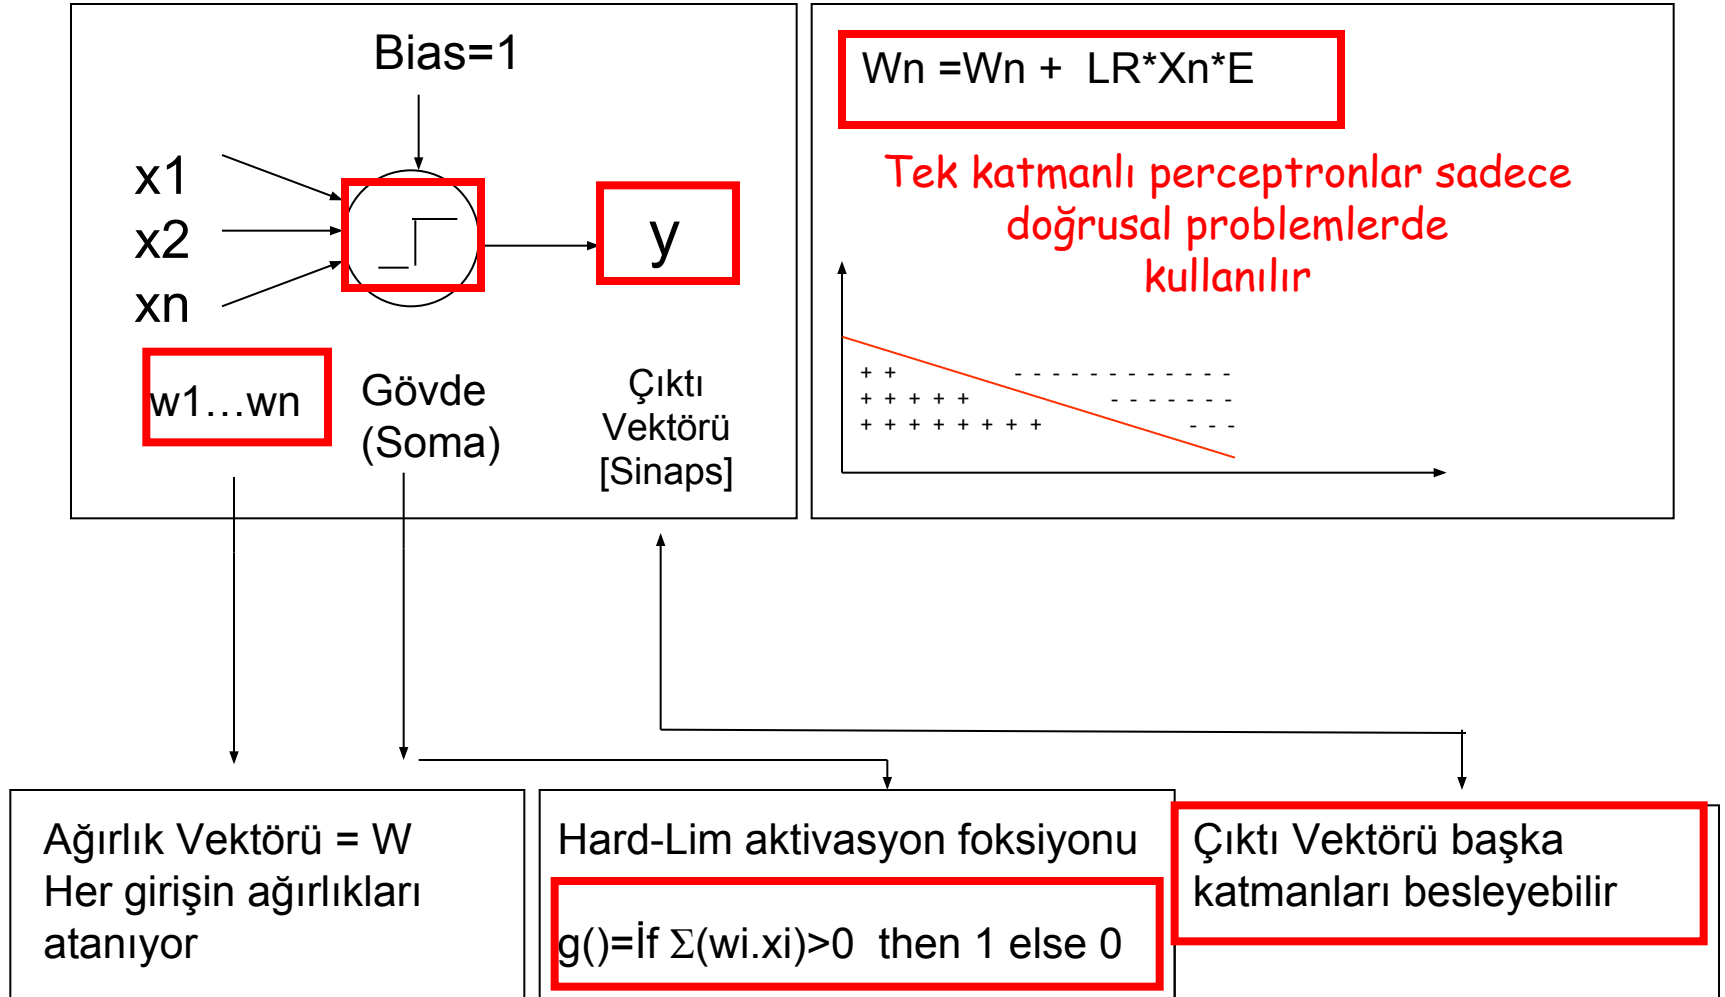 Bias=1
x1
x2
xn
y
w1...wn
Gövde
(Soma)
Çıktı
Vektörü
[Sinaps]
Wn =Wn + LR*Xn*E
Tek katmanlı perceptronlar sadece
doğrusal problemlerde
kullanılır
+ + - - - - - - - - - - - -
+ + + + + - - - - - - -
+ + + + + + + + - - -
Ağırlık Vektörü = W
Her girişin ağırlıkları
atanıyor
Hard-Lim aktivasyon foksiyonu
g()=İf Σ(wi.xi)>0 then 1 else 0
Çıktı Vektörü başka
katmanları besleyebilir